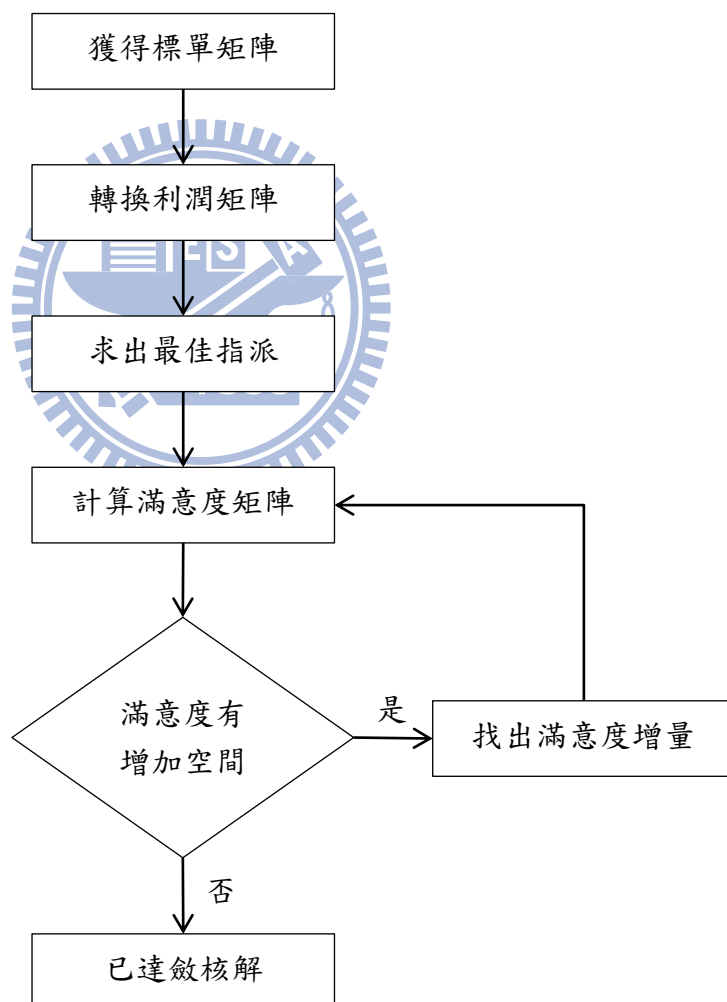 獲得標單矩陣
轉換利潤矩陣
ES A
求出最佳指派
計算滿意度矩陣
滿意度有
增加空間
是
找出滿意度增量
否
已達斂核解